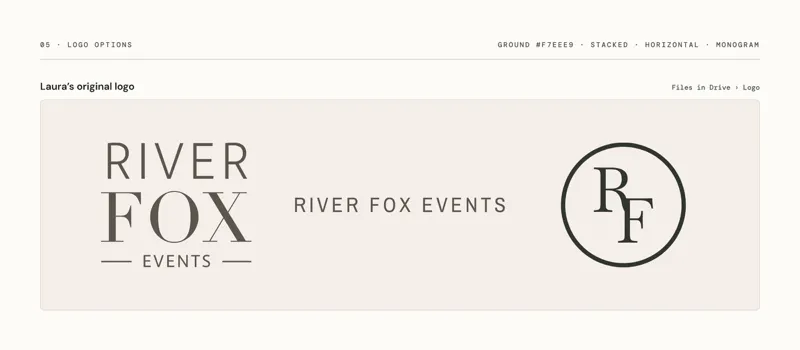 05 · LOGO OPTIONS
GROUND #F7EEE9 · STACKED · HORIZONTAL · MONOGRAM
Laura's original logo
Files in Drive › Logo
RIVER
FOX
EVENTS
RIVER FOX EVENTS
RF